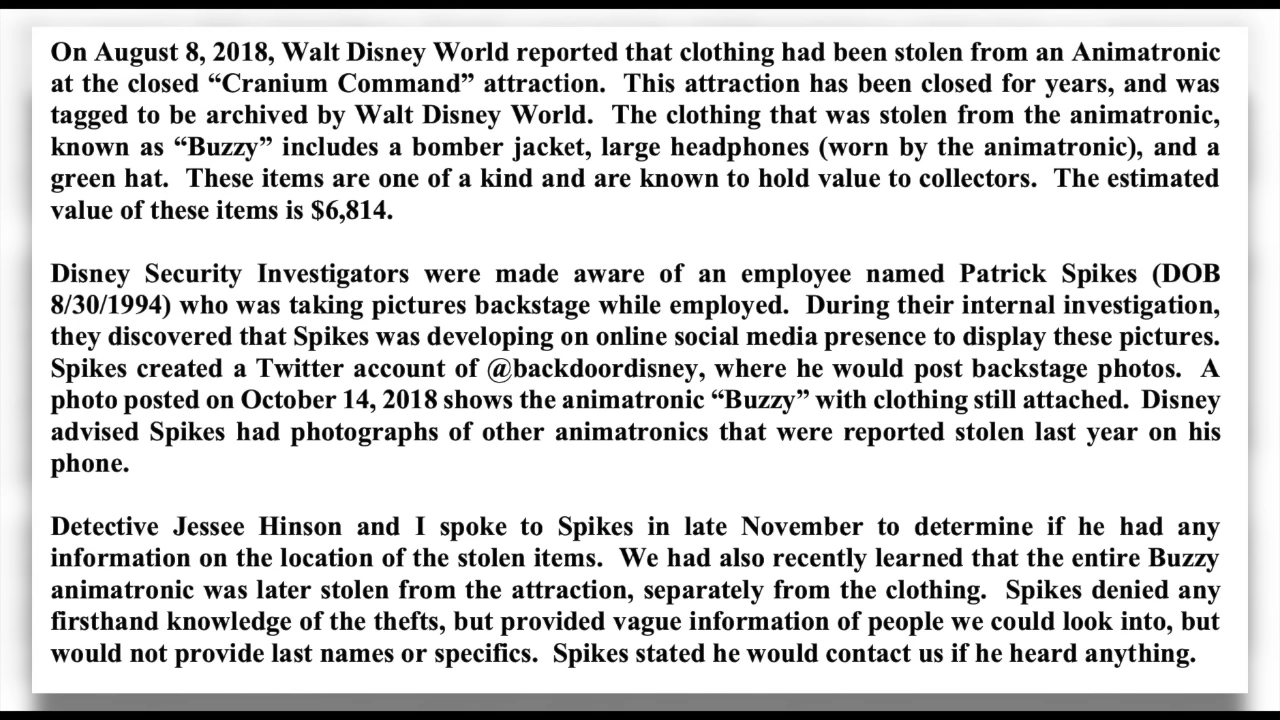 On August 8, 2018, Walt Disney World reported that clothing had been stolen from an Animatronic
at the closed “Cranium Command” attraction.  This attraction has been closed for years, and was
tagged to be archived by Walt Disney World.  The clothing that was stolen from the animatronic,
known as “Buzzy” includes a bomber jacket, large headphones (worn by the animatronic), and a
green hat.  These items are one of a kind and are known to hold value to collectors.  The estimated
value of these items is $6,814.
Disney Security Investigators were made aware of an employee named Patrick Spikes (DOB
8/30/1994) who was taking pictures backstage while employed.  During their internal investigation,
they discovered that Spikes was developing on online social media presence to display these pictures.
Spikes created a Twitter account of @backdoordisney, where he would post backstage photos.  A
photo posted on October 14, 2018 shows the animatronic “Buzzy” with clothing still attached.  Disney
advised Spikes had photographs of other animatronics that were reported stolen last year on his
phone.
Detective Jessee Hinson and I spoke to Spikes in late November to determine if he had any
information on the location of the stolen items.  We had also recently learned that the entire Buzzy
animatronic was later stolen from the attraction, separately from the clothing.  Spikes denied any
firsthand knowledge of the thefts, but provided vague information of people we could look into, but
would not provide last names or specifics.  Spikes stated he would contact us if he heard anything.